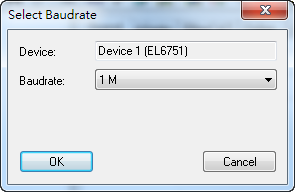 Select Baudrate
Device: Device 1 (EL6751)
Baudrate: 1 M
OK Cancel